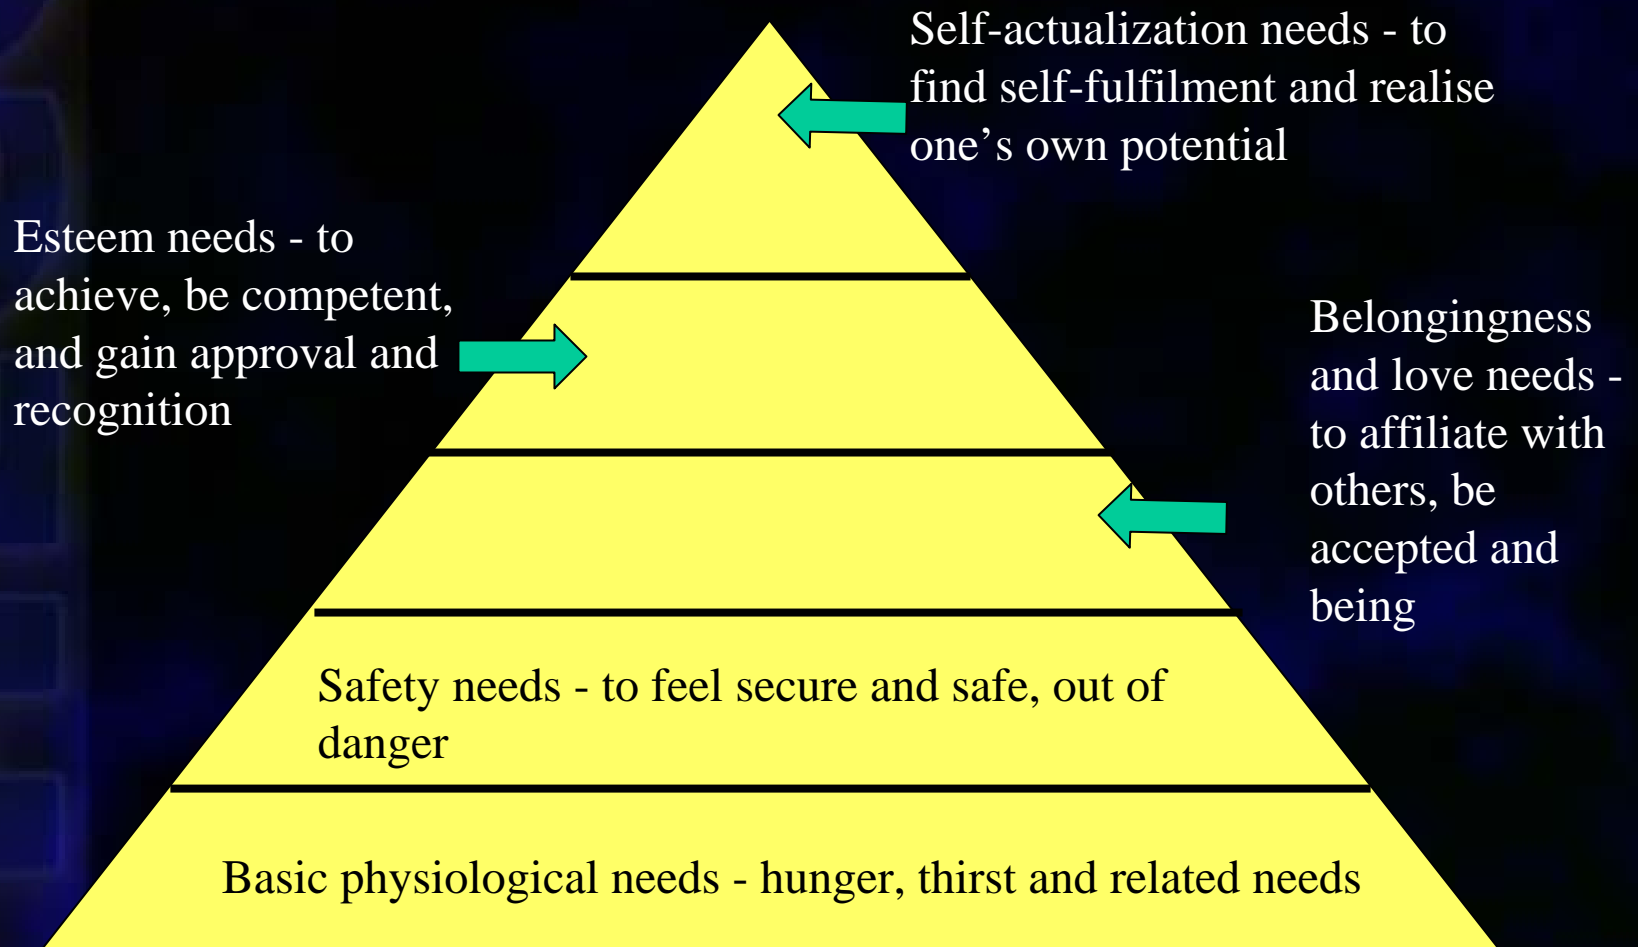 Self-actualization needs - to
find self-fulfilment and realise
one’s own potential
Esteem needs - to
achieve, be competent,
and gain approval and
recognition
Belongingness
and love needs -
to affiliate with
others, be
accepted and
being
Safety needs - to feel secure and safe, out of
danger
Basic physiological needs - hunger, thirst and related needs